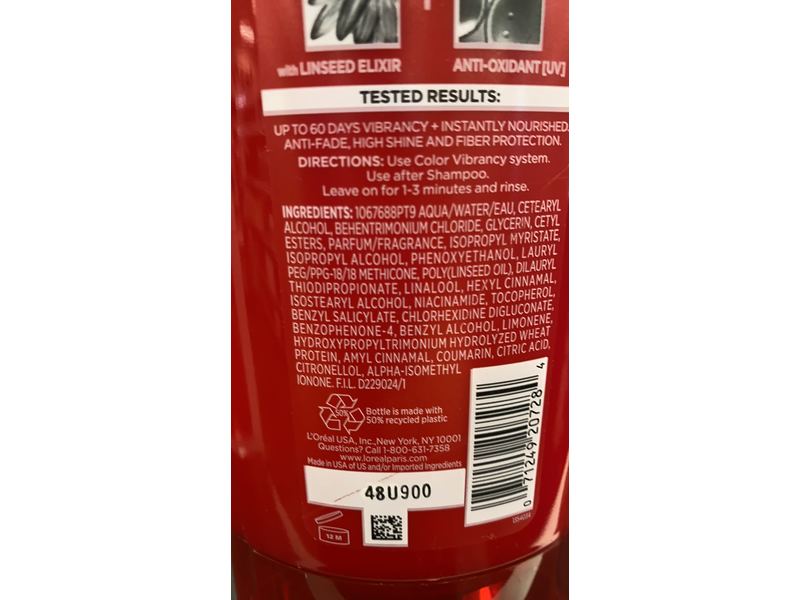 with LINSEED ELIXIR
ANTI-OXIDANT [UV]
TESTED RESULTS:
UP TO 60 DAYS VIBRANCY + INSTANTLY NOURISHED.
ANTI-FADE, HIGH SHINE AND FIBER PROTECTION.
DIRECTIONS: Use Color Vibrancy system.
Use after Shampoo.
Leave on for 1-3 minutes and rinse.
INGREDIENTS: 1067688PT9 AQUA/WATER/EAU, CETEARYL
ALCOHOL, BEHENTRIMONIUM CHLORIDE, GLYCERIN, CETYL
ESTERS, PARFUM/FRAGRANCE, ISOPROPYL MYRISTATE,
ISOPROPYL ALCOHOL, PHENOXYETHANOL, LAURYL
PEG/PPG-18/18 METHICONE, POLY(LINSEED OIL), DILAURYL
THIODIPROPIONATE, LINALOOL, HEXYL CINNAMAL,
ISOSTEARYL ALCOHOL, NIACINAMIDE, TOCOPHEROL,
BENZYL SALICYLATE, CHLORHEXIDINE DIGLUCONATE,
BENZOPHENONE-4, BENZYL ALCOHOL, LIMONENE,
HYDROXYPROPYLTRIMONIUM HYDROLYZED WHEAT
PROTEIN, AMYL CINNAMAL, COUMARIN, CITRIC ACID,
CITRONELLOL, ALPHA-ISOMETHYL
IONONE. F.I.L. D229024/1
50%
Bottle is made with
50% recycled plastic
L'Oréal USA, Inc., New York, NY 10001
Questions? Call 1-800-631-7358
www.lorealparis.com
Made in USA of US and/or Imported Ingredients
48U900
12 M
0 71249 20728 4